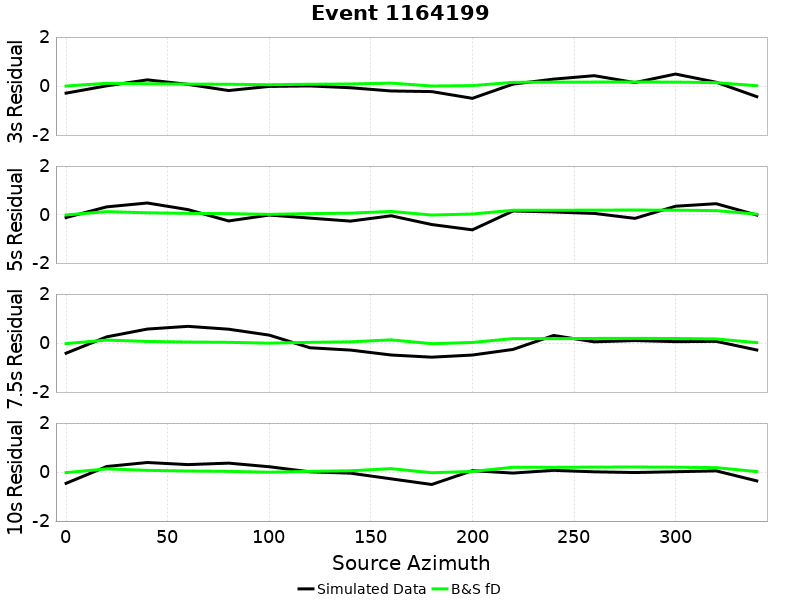 Event 1164199
3s Residual
2
0
-2
5s Residual
2
0
-2
7.5s Residual
2
0
-2
10s Residual
2
0
-2
0 50 100 150 200 250 300
Source Azimuth
Simulated Data B&S fD